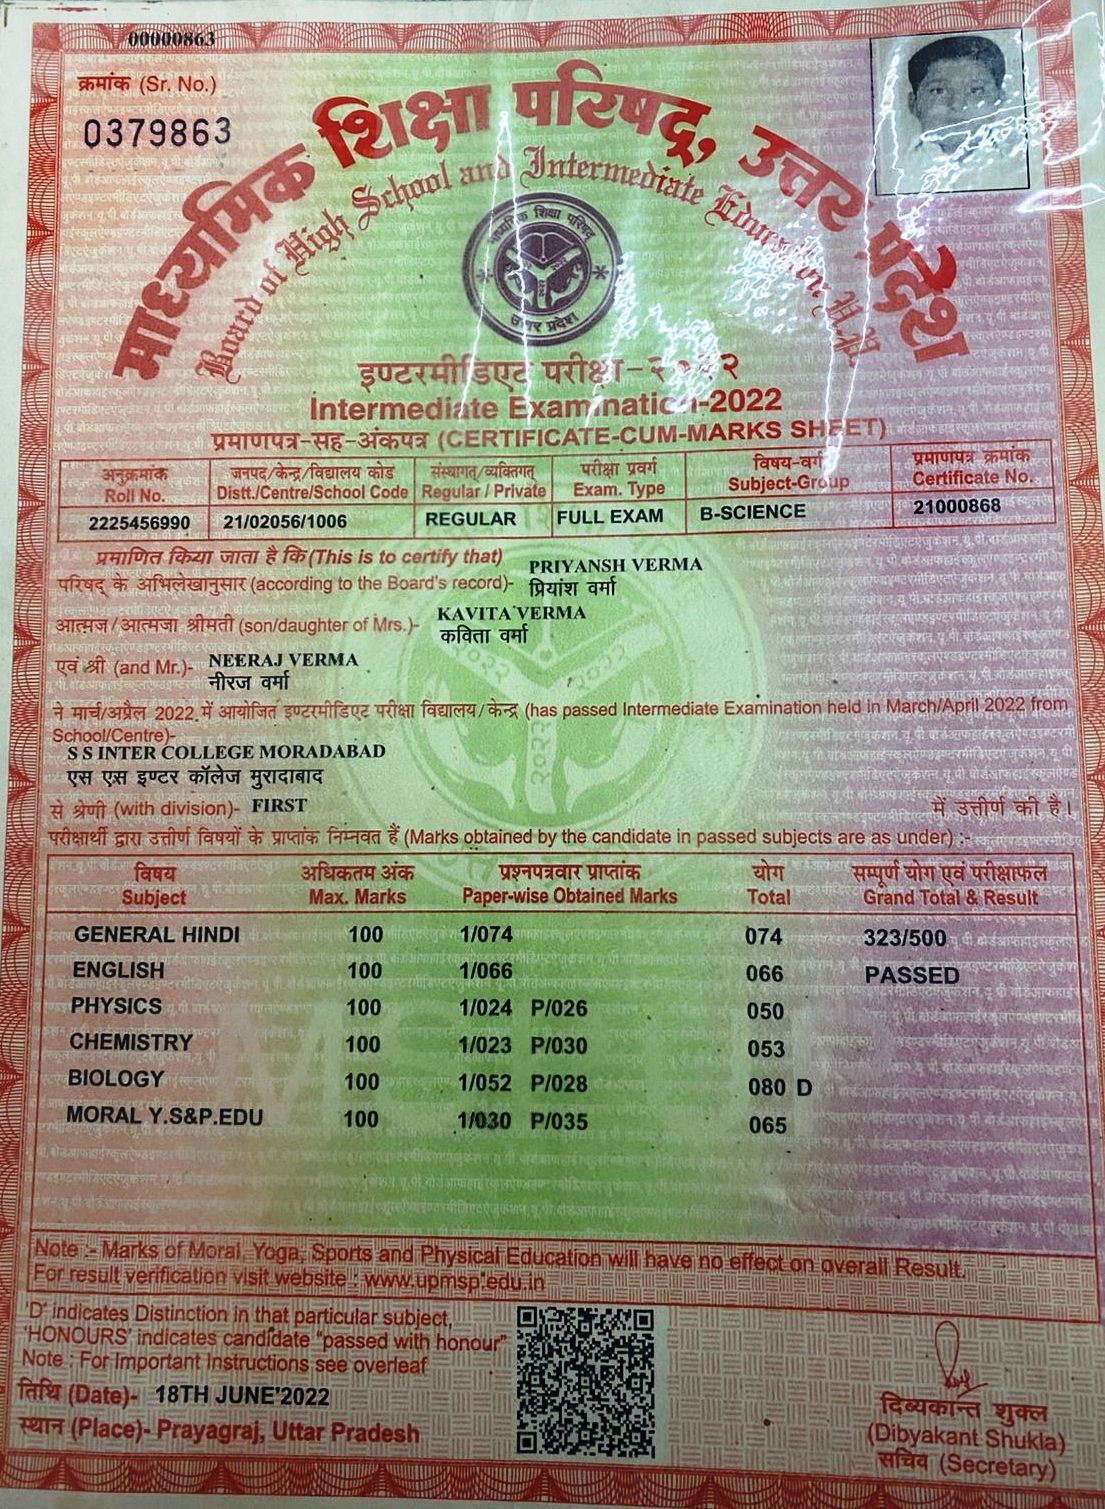 00000863
क्रमांक (Sr. No.)
0379863
माध्यमिक शिक्षा परिषद्, उत्तर प्रदेश
Board of High School and Intermediate Education U.P.
माध्यमिक शिक्षा परिषद्
२०२२
उत्तर प्रदेश
इण्टरमीडिएट परीक्षा-२०२२
Intermediate Examination-2022
प्रमाणपत्र-सह-अंकपत्र (CERTIFICATE-CUM-MARKS SHEET)
अनुक्रमांक जनपद/केन्द्र/विद्यालय कोड संस्थागत/व्यक्तिगत परीक्षा प्रवर्ग विषय-वर्ग प्रमाणपत्र क्रमांक
Roll No. Distt./Centre/School Code Regular / Private Exam. Type Subject-Group Certificate No.
2225456990 21/02056/1006 REGULAR FULL EXAM B-SCIENCE 21000868
प्रमाणित किया जाता है कि (This is to certify that) PRIYANSH VERMA
परिषद् के अभिलेखानुसार (according to the Board's record)- प्रियांश वर्मा
KAVITA VERMA
आत्मज/आत्मजा श्रीमती (son/daughter of Mrs.)- कविता वर्मा
एवं श्री (and Mr.)- NEERAJ VERMA
नीरज वर्मा
ने मार्च/अप्रैल 2022 में आयोजित इण्टरमीडिएट परीक्षा विद्यालय/केन्द्र (has passed Intermediate Examination held in March/April 2022 from
School/Centre)-
S S INTER COLLEGE MORADABAD
एस एस इण्टर कॉलेज मुरादाबाद
से श्रेणी (with division)- FIRST में उत्तीर्ण की है।
परीक्षार्थी द्वारा उत्तीर्ण विषयों के प्राप्तांक निम्नवत हैं (Marks obtained by the candidate in passed subjects are as under) :-
विषय अधिकतम अंक प्रश्नपत्रवार प्राप्तांक योग सम्पूर्ण योग एवं परीक्षाफल
Subject Max. Marks Paper-wise Obtained Marks Total Grand Total & Result
GENERAL HINDI 100 1/074 074 323/500
ENGLISH 100 1/066 066 PASSED
PHYSICS 100 1/024 P/026 050
CHEMISTRY 100 1/023 P/030 053
BIOLOGY 100 1/052 P/028 080 D
MORAL Y.S&P.EDU 100 1/030 P/035 065
Note :- Marks of Moral, Yoga, Sports and Physical Education will have no effect on overall Result.
For result verification visit website : www.upmsp.edu.in
'D' indicates Distinction in that particular subject,
'HONOURS' indicates candidate "passed with honour"
Note : For Important Instructions see overleaf
तिथि (Date)- 18TH JUNE'2022
स्थान (Place)- Prayagraj, Uttar Pradesh
दिब्यकान्त शुक्ल
(Dibyakant Shukla)
सचिव (Secretary)